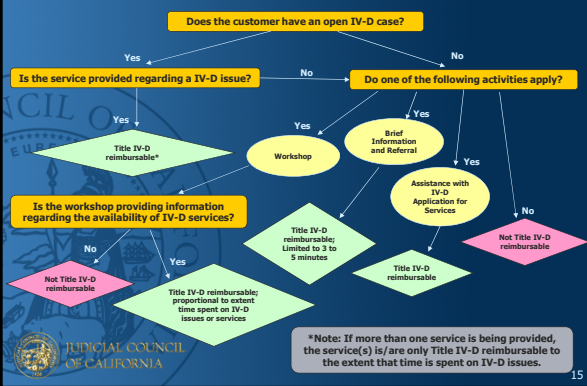 Does the customer have an open IV-D case?
Yes
No
Is the service provided regarding a IV-D issue?
No
Do one of the following activities apply?
Yes
Yes
Yes
Yes
No
Title IV-D
reimbursable*
Workshop
Brief
Information
and Referral
Assistance with
IV-D
Application for
Services
Is the workshop providing information
regarding the availability of IV-D services?
No
Yes
Not Title IV-D
reimbursable
Title IV-D reimbursable;
proportional to extent
time spent on IV-D
issues or services
Title IV-D
reimbursable;
Limited to 3 to
5 minutes
Title IV-D
reimbursable
Not Title IV-D
reimbursable
*Note: If more than one service is being provided,
the service(s) is/are only Title IV-D reimbursable to
the extent that time is spent on IV-D issues.
JUDICIAL COUNCIL
OF CALIFORNIA
15